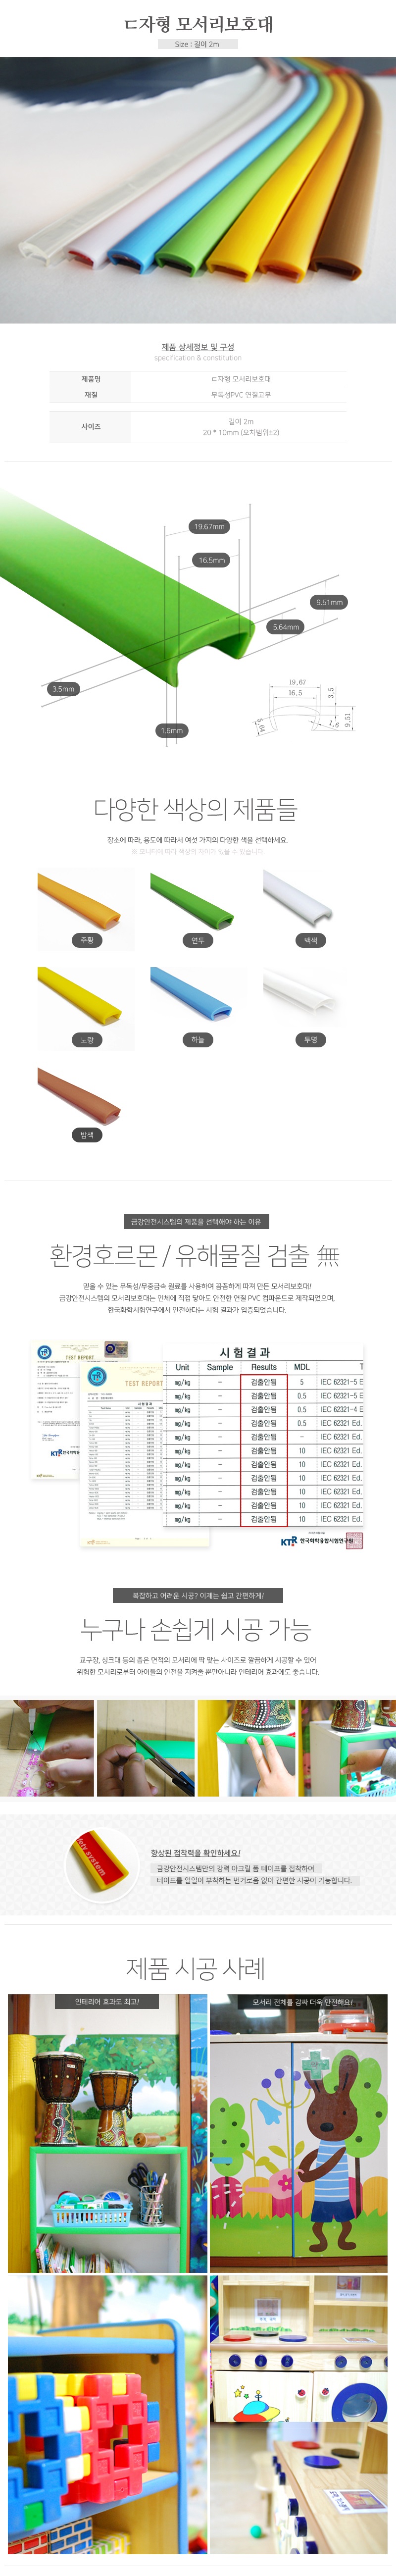 ㄷ자형 모서리보호대
Size : 길이 2m
제품 상세정보 및 구성
specification & constitution
제품명 ㄷ자형 모서리보호대
재질 무독성PVC 연질고무
사이즈 길이 2m
20 * 10mm (오차범위±2)
19.67mm
16.5mm
9.51mm
5.64mm
3.5mm
1.6mm
19.67
16.5
3.5
5.64
1.6
9.51
다양한 색상의 제품들
장소에 따라, 용도에 따라서 여섯 가지의 다양한 색을 선택하세요.
※ 모니터에 따라 색상의 차이가 있을 수 있습니다.
주황
연두
백색
노랑
하늘
투명
밤색
금강안전시스템의 제품을 선택해야 하는 이유
환경호르몬 / 유해물질 검출 無
믿을 수 있는 무독성/무중금속 원료를 사용하여 꼼꼼하게 따져 만든 모서리보호대!
금강안전시스템의 모서리보호대는 인체에 직접 닿아도 안전한 연질 PVC 컴파운드로 제작되었으며,
한국화학시험연구에서 안전하다는 시험 결과가 입증되었습니다.
TEST REPORT
TEST REPORT
시험결과
Unit Sample Results MDL T
mg/kg - 검출안됨 5 IEC 62321-5 E
mg/kg - 검출안됨 0.5 IEC 62321-5 E
mg/kg - 검출안됨 0.5 IEC 62321-4 E
mg/kg - 검출안됨 0.5 IEC 62321 Ed.
mg/kg - 검출안됨 - IEC 62321 Ed.
mg/kg - 검출안됨 10 IEC 62321 Ed.
mg/kg - 검출안됨 10 IEC 62321 Ed.
mg/kg - 검출안됨 10 IEC 62321 Ed.
mg/kg - 검출안됨 10 IEC 62321 Ed.
mg/kg - 검출안됨 10 IEC 62321 Ed.
mg/kg - 검출안됨 10 IEC 62321 Ed.
KTR 한국화학융합시험연구원
복잡하고 어려운 시공? 이제는 쉽고 간편하게!
누구나 손쉽게 시공 가능
교구장, 싱크대 등의 좁은 면적의 모서리에 딱 맞는 사이즈로 말끔하게 시공할 수 있어
위험한 모서리로부터 아이들의 안전을 지켜줄 뿐만아니라 인테리어 효과에도 좋습니다.
system
향상된 접착력을 확인하세요!
금강안전시스템만의 강력 아크릴 폼 테이프를 접착하여
테이프를 일일이 부착하는 번거로움 없이 간편한 시공이 가능합니다.
제품 시공 사례
인테리어 효과도 최고!
모서리 전체를 감싸 더욱 안전해요!